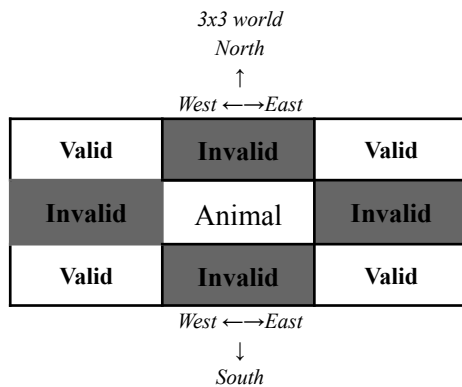 3x3 world
North
↑
West ←→East
Valid Invalid Valid
Invalid Animal Invalid
Valid Invalid Valid
West ←→East
↓
South